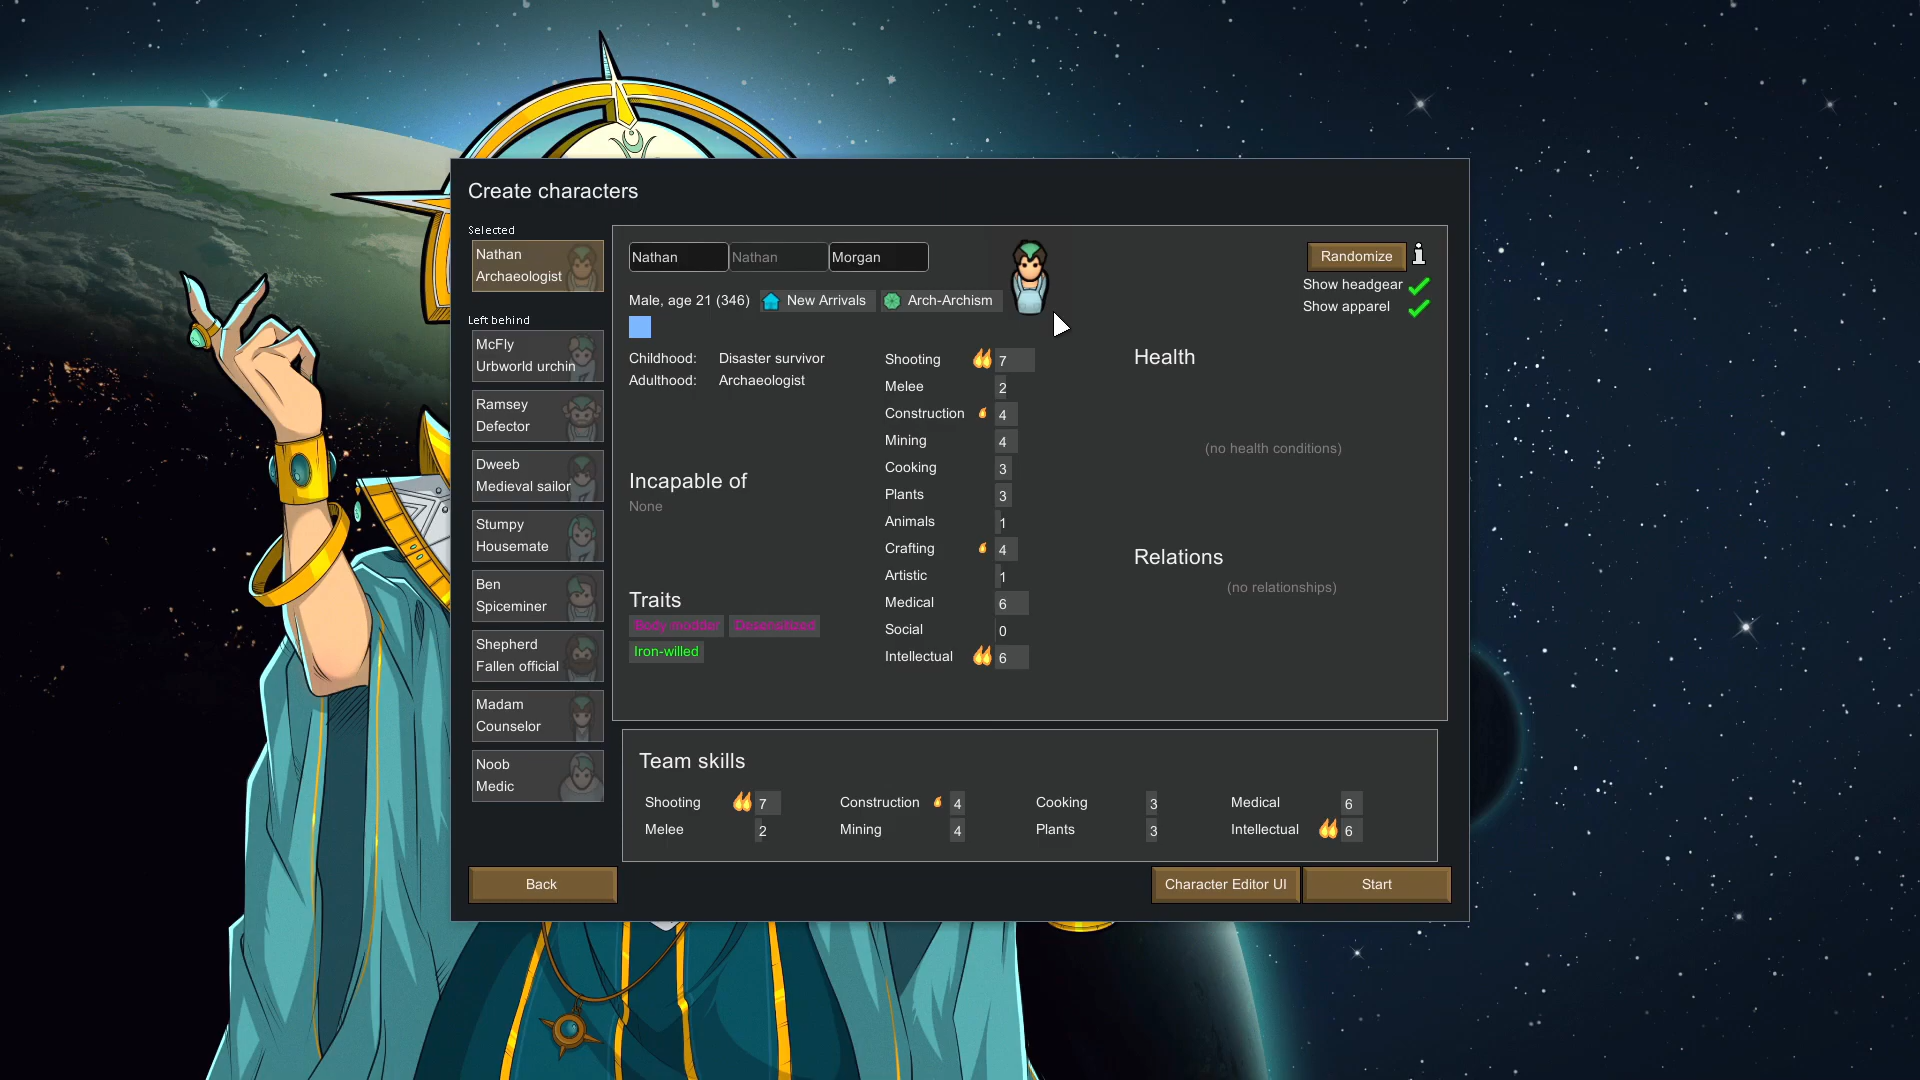 Create characters
Selected
Nathan
Archaeologist
Left behind
McFly
Urbworld urchin
Ramsey
Defector
Dweeb
Medieval sailor
Stumpy
Housemate
Ben
Spiceminer
Shepherd
Fallen official
Madam
Counselor
Noob
Medic
Nathan Nathan Morgan
Randomize
Show headgear
Show apparel
Male, age 21 (346) New Arrivals Arch-Archism
Childhood: Disaster survivor
Adulthood: Archaeologist
Incapable of
None
Traits
Body modder Desensitized
Iron-willed
Shooting 7
Melee 2
Construction 4
Mining 4
Cooking 3
Plants 3
Animals 1
Crafting 4
Artistic 1
Medical 6
Social 0
Intellectual 6
Health
(no health conditions)
Relations
(no relationships)
Team skills
Shooting 7 Construction 4 Cooking 3 Medical 6
Melee 2 Mining 4 Plants 3 Intellectual 6
Back Character Editor UI Start